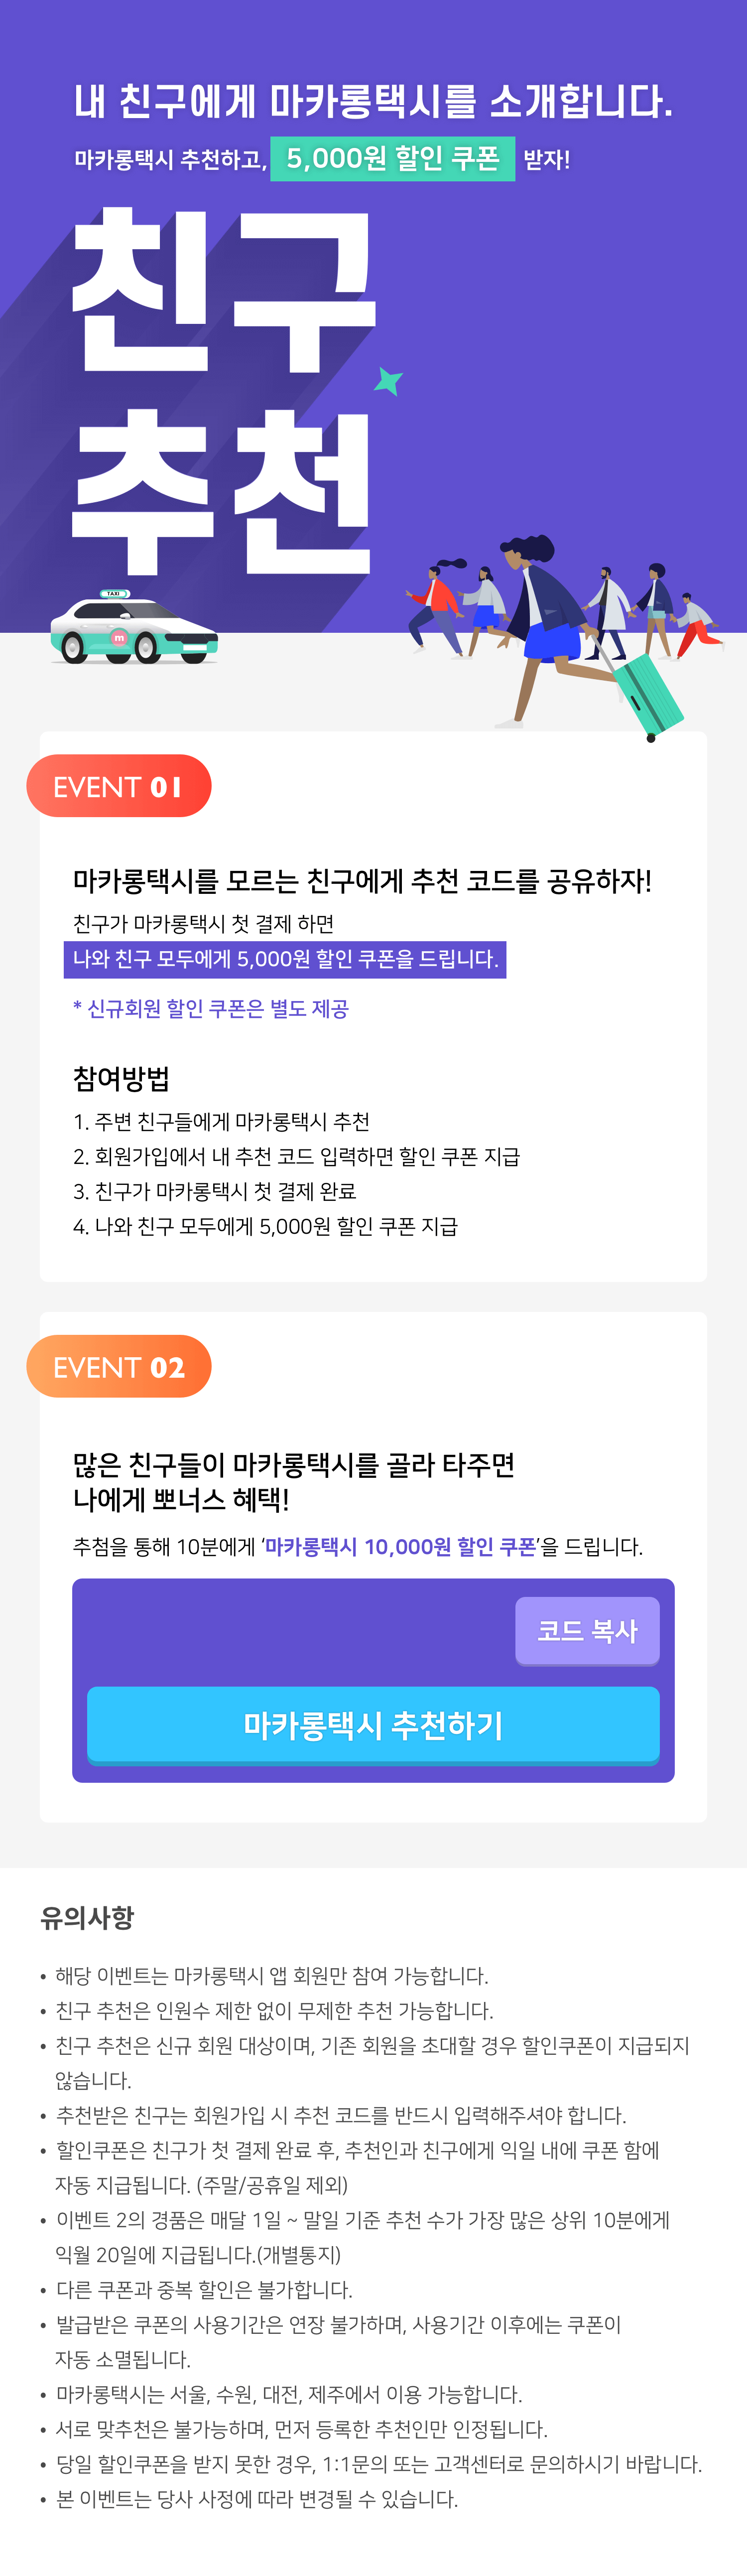 내 친구에게 마카롱택시를 소개합니다.
마카롱택시 추천하고, 5,000원 할인 쿠폰 받자!
친구
추천
TAXI
m
EVENT 01
마카롱택시를 모르는 친구에게 추천 코드를 공유하자!
친구가 마카롱택시 첫 결제 하면
나와 친구 모두에게 5,000원 할인 쿠폰을 드립니다.
* 신규회원 할인 쿠폰은 별도 제공
참여방법
1. 주변 친구들에게 마카롱택시 추천
2. 회원가입에서 내 추천 코드 입력하면 할인 쿠폰 지급
3. 친구가 마카롱택시 첫 결제 완료
4. 나와 친구 모두에게 5,000원 할인 쿠폰 지급
EVENT 02
많은 친구들이 마카롱택시를 골라 타주면
나에게 뽀너스 혜택!
추첨을 통해 10분에게 ‘마카롱택시 10,000원 할인 쿠폰’을 드립니다.
코드 복사
마카롱택시 추천하기
유의사항
• 해당 이벤트는 마카롱택시 앱 회원만 참여 가능합니다.
• 친구 추천은 인원수 제한 없이 무제한 추천 가능합니다.
• 친구 추천은 신규 회원 대상이며, 기존 회원을 초대할 경우 할인쿠폰이 지급되지
않습니다.
• 추천받은 친구는 회원가입 시 추천 코드를 반드시 입력해주셔야 합니다.
• 할인쿠폰은 친구가 첫 결제 완료 후, 추천인과 친구에게 익일 내에 쿠폰 함에
자동 지급됩니다. (주말/공휴일 제외)
• 이벤트 2의 경품은 매달 1일 ~ 말일 기준 추천 수가 가장 많은 상위 10분에게
익월 20일에 지급됩니다.(개별통지)
• 다른 쿠폰과 중복 할인은 불가합니다.
• 발급받은 쿠폰의 사용기간은 연장 불가하며, 사용기간 이후에는 쿠폰이
자동 소멸됩니다.
• 마카롱택시는 서울, 수원, 대전, 제주에서 이용 가능합니다.
• 서로 맞추천은 불가능하며, 먼저 등록한 추천인만 인정됩니다.
• 당일 할인쿠폰을 받지 못한 경우, 1:1문의 또는 고객센터로 문의하시기 바랍니다.
• 본 이벤트는 당사 사정에 따라 변경될 수 있습니다.